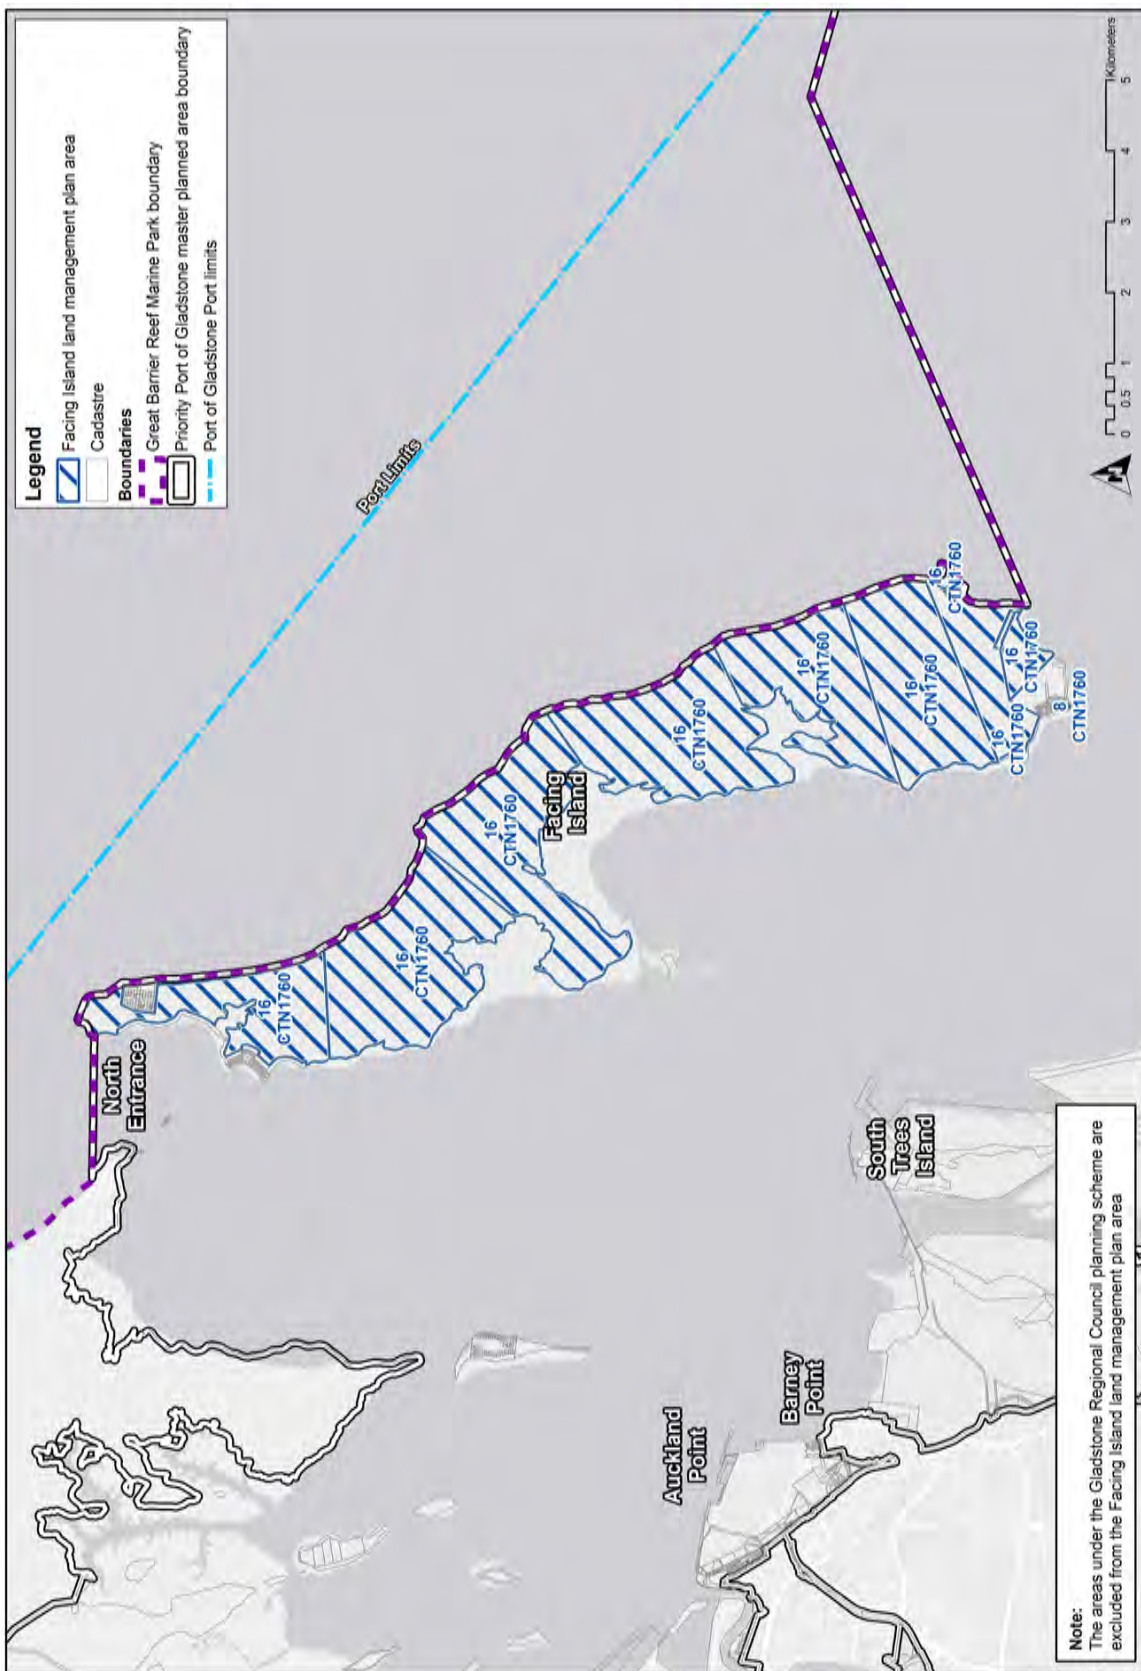 Legend
Facing Island land management plan area
Cadastre
Boundaries
Great Barrier Reef Marine Park boundary
Priority Port of Gladstone master planned area boundary
Port of Gladstone Port limits
Port Limits
North
Entrance
16
CTN1760
16
CTN1760
16
CTN1760
Facing
Island
16
CTN1760
16
CTN1760
16
CTN1760
16
CTN1760
16
CTN1760
16
CTN1760
8
CTN1760
Auckland
Point
Barney
Point
South
Trees
Island
N
0 0.5 1 2 3 4 5
Kilometers
Note:
The areas under the Gladstone Regional Council planning scheme are
excluded from the Facing Island land management plan area